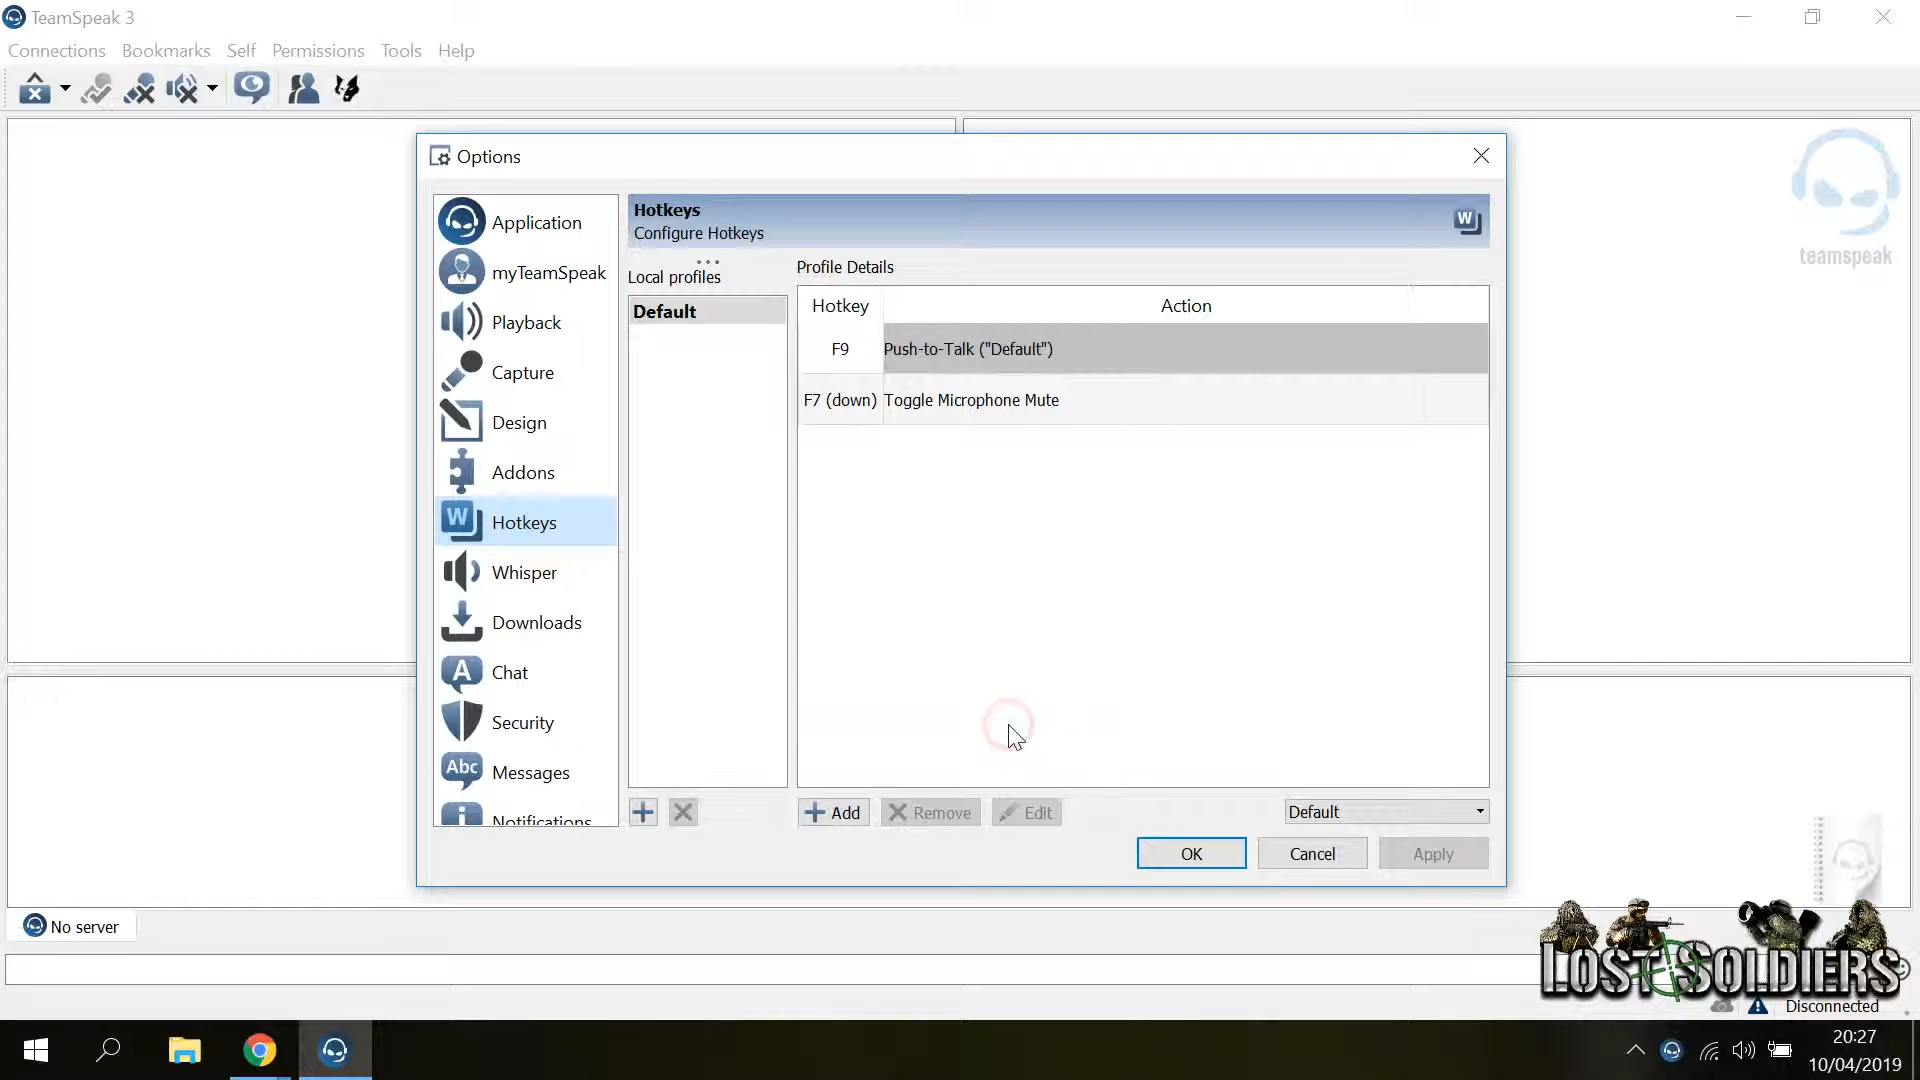 TeamSpeak 3
Connections Bookmarks Self Permissions Tools Help
teamspeak
Options
Application
myTeamSpeak
Playback
Capture
Design
Addons
W Hotkeys
Whisper
Downloads
A Chat
Security
Abc Messages
Notifications
Hotkeys
Configure Hotkeys
W
Local profiles
Default
Profile Details
Hotkey Action
F9 Push-to-Talk ("Default")
F7 (down) Toggle Microphone Mute
Add Remove Edit
Default
OK Cancel Apply
No server
LOST SOLDIERS
Disconnected
20:27
10/04/2019